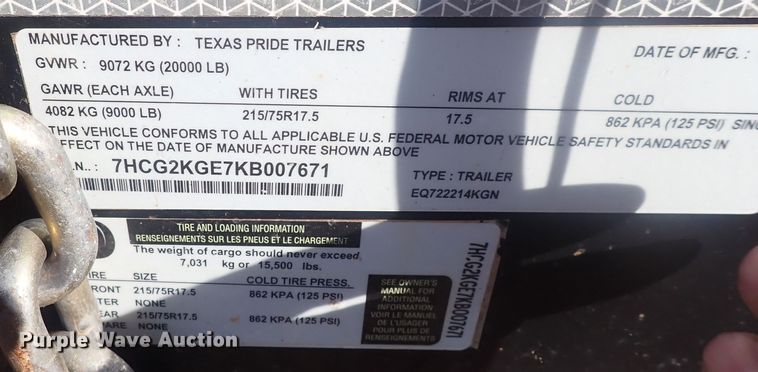 MANUFACTURED BY : TEXAS PRIDE TRAILERS
DATE OF MFG. :
GVWR : 9072 KG (20000 LB)
GAWR (EACH AXLE) WITH TIRES RIMS AT COLD
4082 KG (9000 LB) 215/75R17.5 17.5 862 KPA (125 PSI) SING
THIS VEHICLE CONFORMS TO ALL APPLICABLE U.S. FEDERAL MOTOR VEHICLE SAFETY STANDARDS IN
EFFECT ON THE DATE OF MANUFACTURE SHOWN ABOVE
.N.: 7HCG2KGE7KB007671 TYPE : TRAILER
EQ722214KGN
TIRE AND LOADING INFORMATION
RENSEIGNEMENTS SUR LES PNEUS ET LE CHARGEMENT
The weight of cargo should never exceed
7,031 kg or 15,500 lbs.
IRE SIZE COLD TIRE PRESS.
RONT 215/75R17.5 862 KPA (125 PSI)
NTER NONE
EAR 215/75R17.5 862 KPA (125 PSI)
PARE NONE
SEE OWNER'S
MANUAL FOR
ADDITIONAL
INFORMATION
VOIR LE MANUEL
DE L'USAGER
POUR PLUS DE
RENSEIGNEMENTS
7HCG2KGE7KB007671
Purple Wave Auction